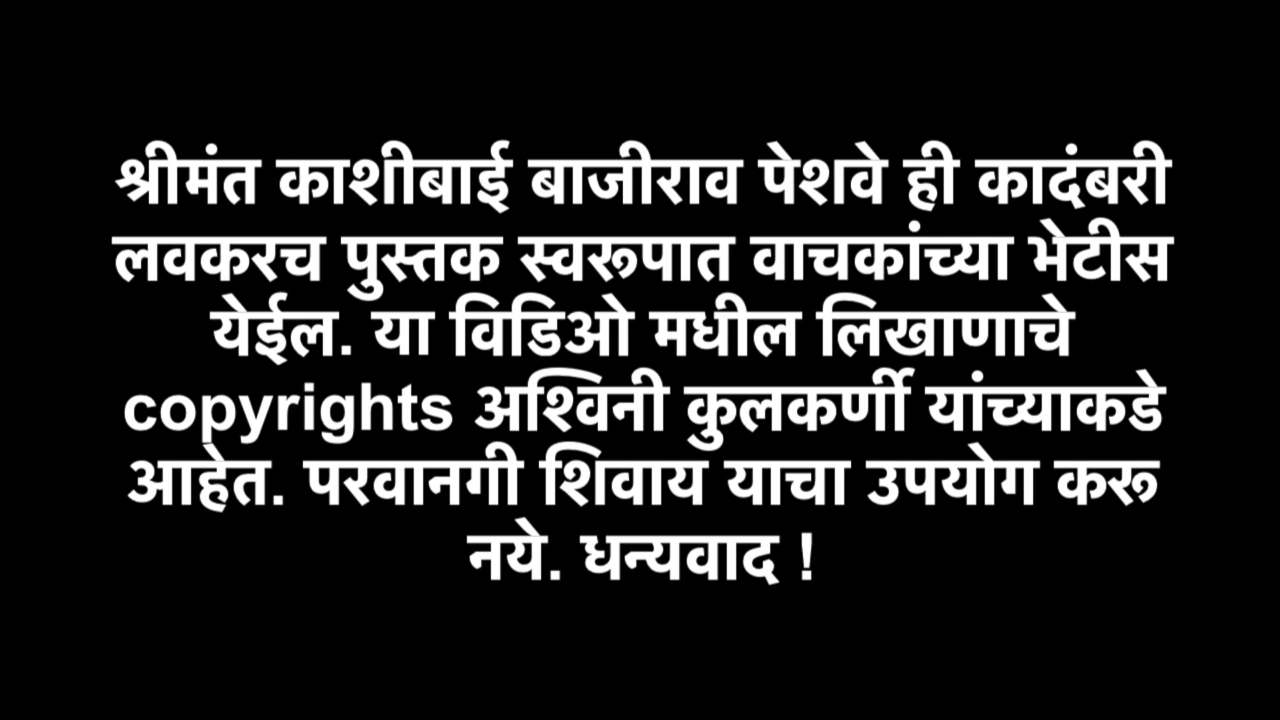 श्रीमंत काशीबाई बाजीराव पेशवे ही कादंबरी
लवकरच पुस्तक स्वरूपात वाचकांच्या भेटीस
येईल. या विडिओ मधील लिखाणाचे
copyrights अश्विनी कुलकर्णी यांच्याकडे
आहेत. परवानगी शिवाय याचा उपयोग करू
नये. धन्यवाद !